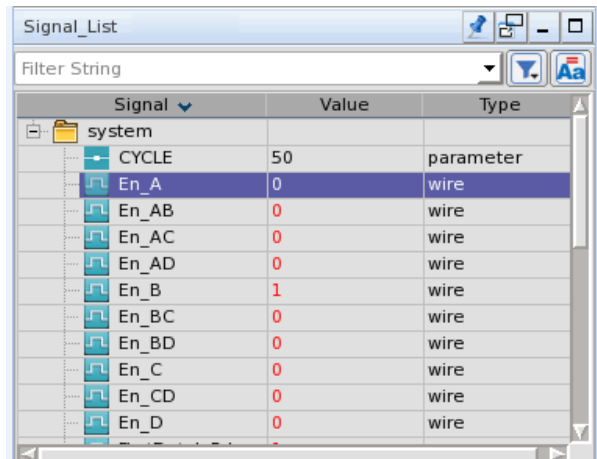 Signal_List
Filter String
Aa
Signal Value Type
system
CYCLE 50 parameter
En_A 0 wire
En_AB 0 wire
En_AC 0 wire
En_AD 0 wire
En_B 1 wire
En_BC 0 wire
En_BD 0 wire
En_C 0 wire
En_CD 0 wire
En_D 0 wire